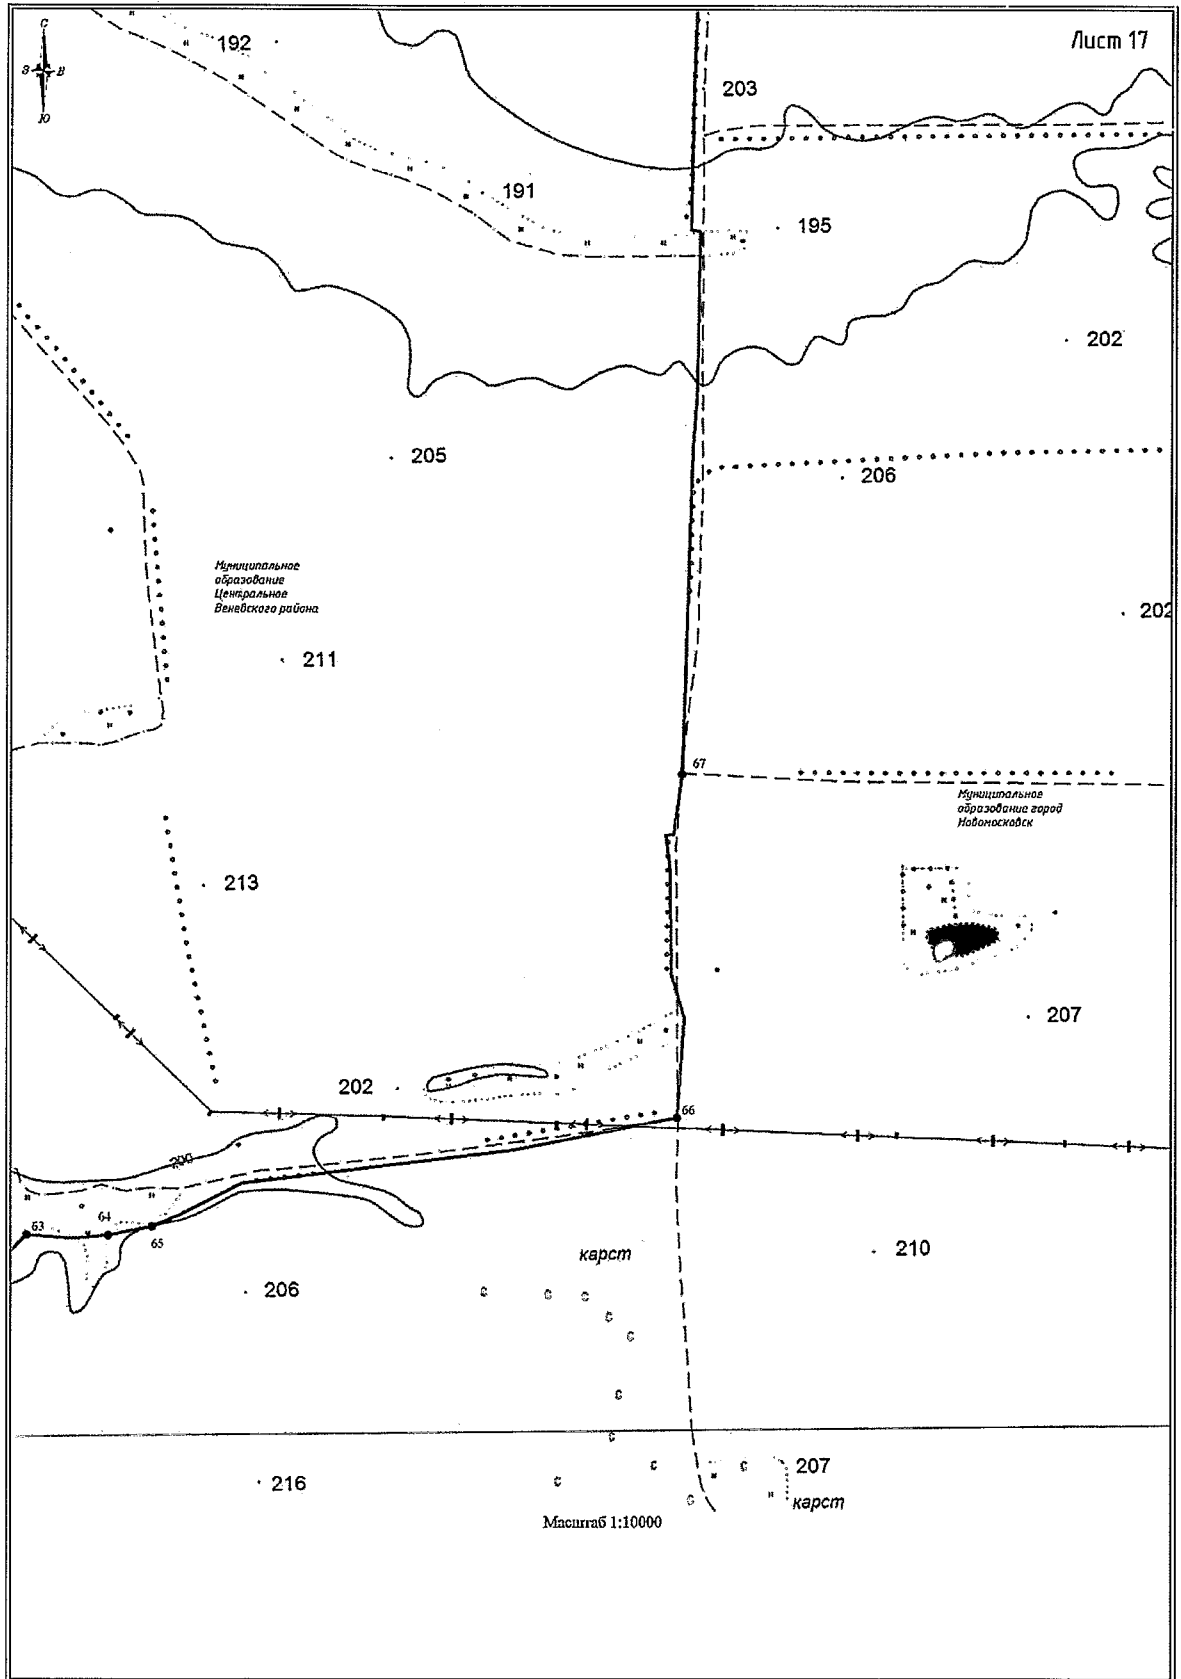 С
З
В
Ю
Лист 17
192
203
191
195
202
205
206
Муниципальное
образование
Центральное
Веневского района
202
211
67
Муниципальное
образование город
Новомосковск
213
207
202
66
200
63
64
65
карст
210
206
207
216
карст
Масштаб 1:10000